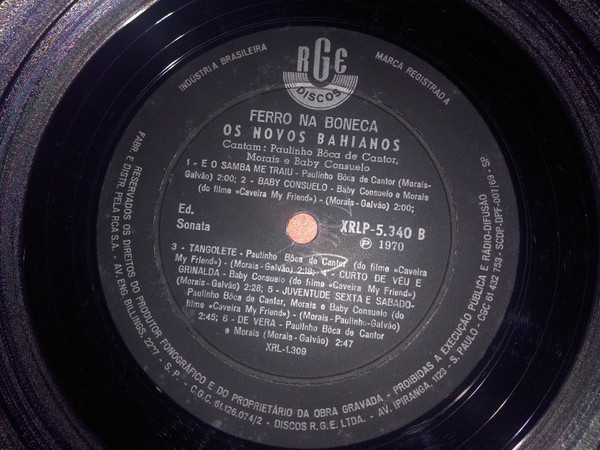 INDÚSTRIA BRASILEIRA
RGE
DISCOS
MARCA REGISTRADA
FERRO NA BONECA
OS NOVOS BAHIANOS
Cantam: Paulinho Bôca de Cantor,
Morais e Baby Consuelo
1 - E O SAMBA ME TRAIU - Paulinho Bôca de Cantor (Morais-
Galvão) 2:00; 2 - BABY CONSUELO - Baby Consuelo e Morais
(do filme «Caveira My Friend») - (Morais-Galvão) 2:00;
Ed.
Sonata
XRLP-5.340 B
P 1970
3 - TANGOLETE - Paulinho Bôca de Cantor (do filme «Caveira
My Friend») - (Morais-Galvão) 2:18; 4 - CURTO DE VÉU E
GRINALDA - Baby Consuelo (do filme «Caveira My Friend»)
(Morais-Galvão) 2:28; 5 - JUVENTUDE SEXTA E SÁBADO-
Paulinho Bôca de Cantor, Morais e Baby Consuelo (do
filme «Caveira My Friend») - (Morais-Paulinho-Galvão)
2:45; 6 - DE VERA - Paulinho Bôca de Cantor
e Morais (Morais-Galvão) 2:47
XRL-1.309
FABR. E DISTR. PELA RCA S.A. - AV. ENG. BILLINGS, 2227 - S.P. - C.G.C. 61.126.074/2 - DISCOS R.G.E. LTDA. - AV. IPIRANGA, 1123 - S. PAULO - CGC 61 432 753 - SCDP-DPF-007/69 - SP
RESERVADOS OS DIREITOS DO PRODUTOR FONOGRÁFICO E DO PROPRIETÁRIO DA OBRA GRAVADA - PROIBIDAS A EXECUÇÃO PÚBLICA E RÁDIO-DIFUSÃO